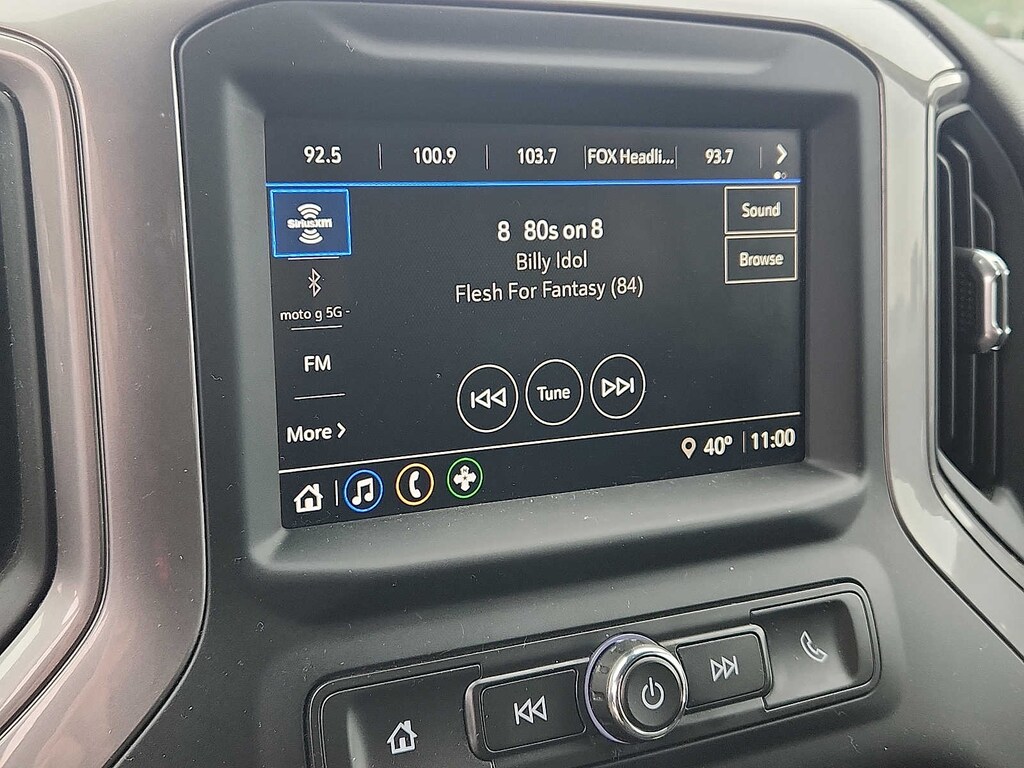 92.5 100.9 103.7 FOX Headli... 93.7
SiriusXM
8 80s on 8
Billy Idol
Flesh For Fantasy (84)
Sound
Browse
moto g 5G -
FM
More
Tune
40° 11:00